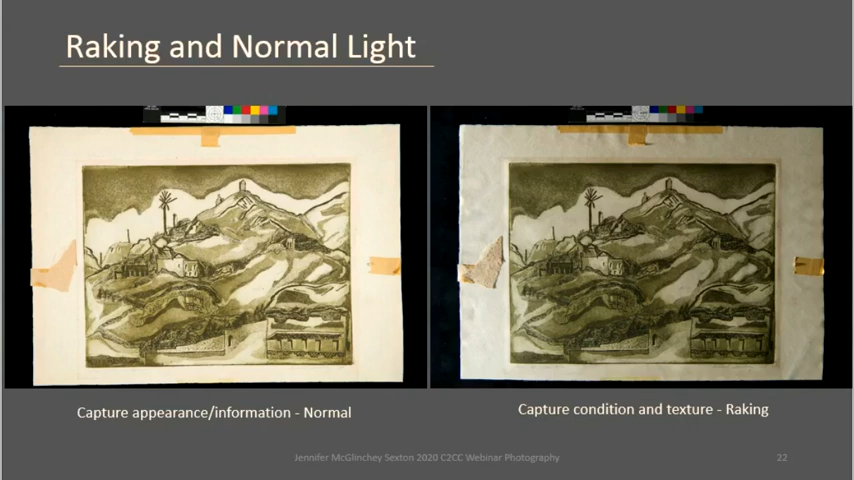 Raking and Normal Light
Capture appearance/information - Normal
Capture condition and texture - Raking
Jennifer McGlinchey Sexton 2020 C2CC Webinar Photography
22